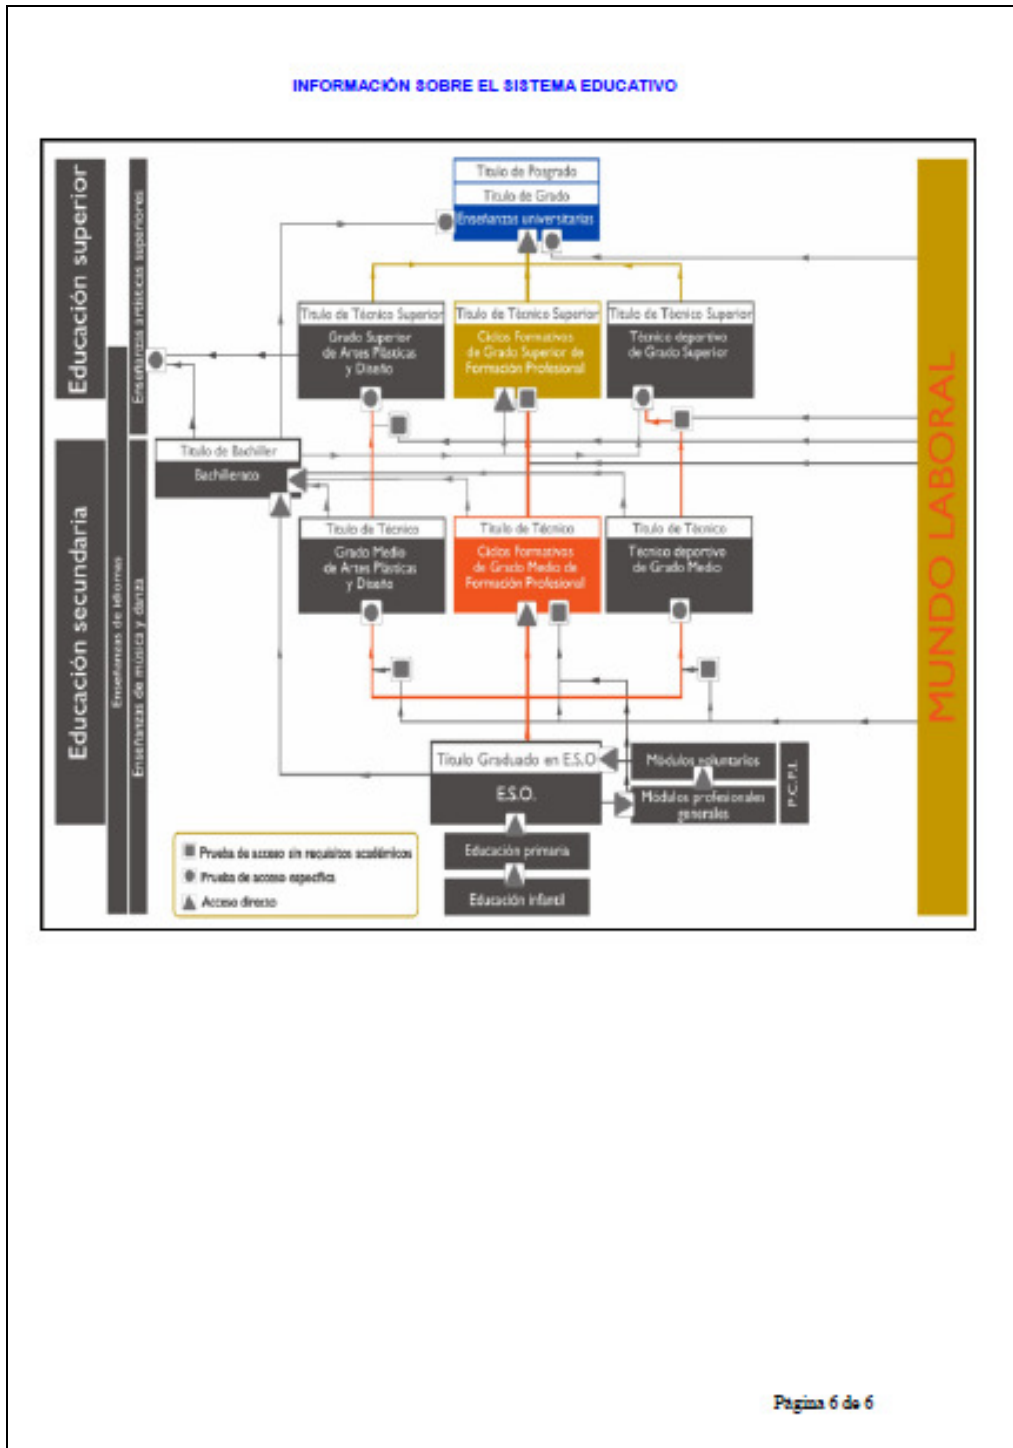 INFORMACIÓN SOBRE EL SISTEMA EDUCATIVO
Educación superior
Enseñanzas artísticas superiores
Título de Posgrado
Título de Grado
Enseñanzas universitarias
Título de Técnico Superior
Grado Superior
de Artes Plásticas
y Diseño
Título de Técnico Superior
Ciclos Formativos
de Grado Superior de
Formación Profesional
Título de Técnico Superior
Técnico deportivo
de Grado Superior
MUNDO LABORAL
Título de Bachiller
Bachillerato
Educación secundaria
Enseñanzas de idiomas
Enseñanzas de música y danza
Título de Técnico
Grado Medio
de Artes Plásticas
y Diseño
Título de Técnico
Ciclos Formativos
de Grado Medio de
Formación Profesional
Título de Técnico
Técnico deportivo
de Grado Medio
Título Graduado en E.S.O
E.S.O.
Módulos voluntarios
Módulos profesionales
generales
P.C.P.I.
Educación primaria
Educación infantil
Prueba de acceso sin requisitos académicos
Prueba de acceso específica
Acceso directo
Página 6 de 6